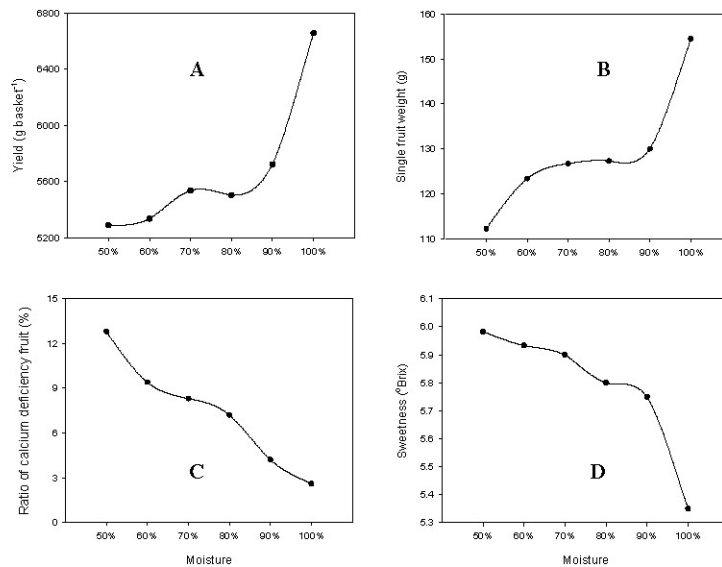 6800
6400
6000
5600
5200
Yield (g basket⁻¹)
A
50% 60% 70% 80% 90% 100%
160
150
140
130
120
110
Single fruit weight (g)
B
50% 60% 70% 80% 90% 100%
15
12
9
6
3
0
Ratio of calcium deficiency fruit (%)
C
50% 60% 70% 80% 90% 100%
Moisture
6.1
6.0
5.9
5.8
5.7
5.6
5.5
5.4
5.3
Sweetness (⁰Brix)
D
50% 60% 70% 80% 90% 100%
Moisture